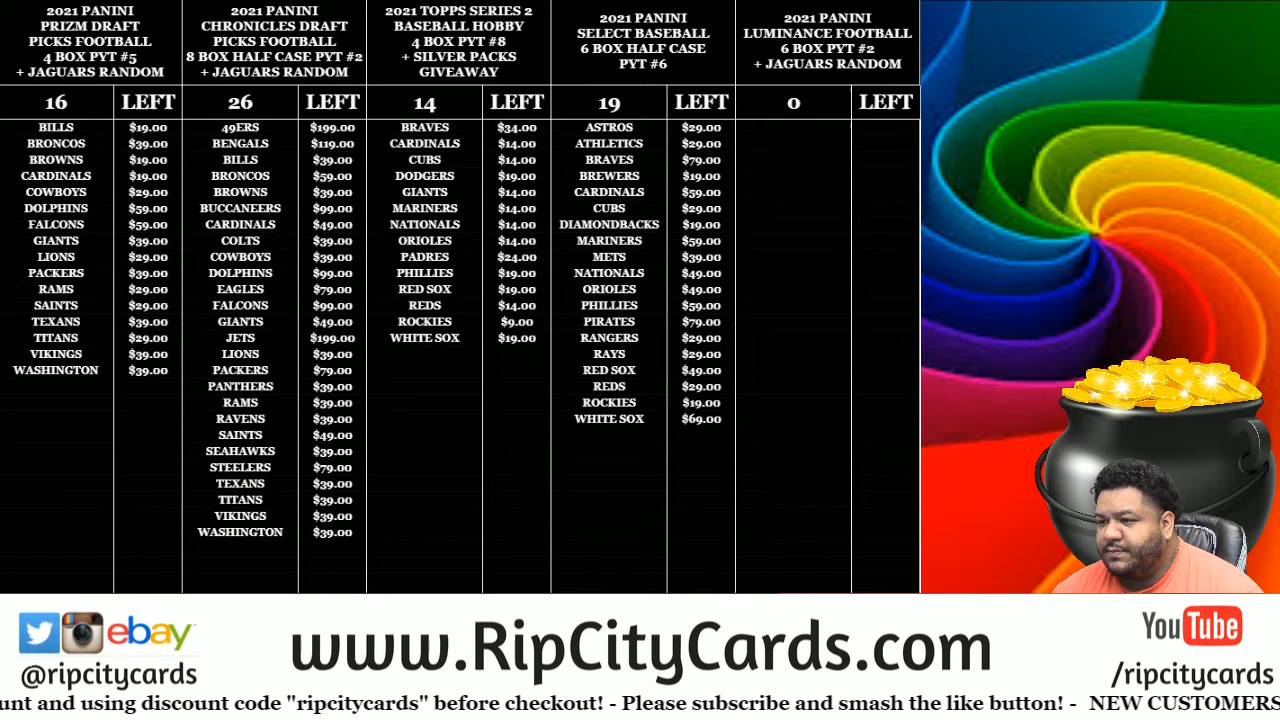 2021 PANINI
PRIZM DRAFT
PICKS FOOTBALL
4 BOX PYT #5
+ JAGUARS RANDOM
16 LEFT
BILLS $19.00
BRONCOS $39.00
BROWNS $19.00
CARDINALS $19.00
COWBOYS $29.00
DOLPHINS $59.00
FALCONS $59.00
GIANTS $39.00
LIONS $29.00
PACKERS $39.00
RAMS $29.00
SAINTS $29.00
TEXANS $39.00
TITANS $29.00
VIKINGS $39.00
WASHINGTON $39.00
2021 PANINI
CHRONICLES DRAFT
PICKS FOOTBALL
8 BOX HALF CASE PYT #2
+ JAGUARS RANDOM
26 LEFT
49ERS $199.00
BENGALS $119.00
BILLS $39.00
BRONCOS $59.00
BROWNS $39.00
BUCCANEERS $99.00
CARDINALS $49.00
COLTS $39.00
COWBOYS $39.00
DOLPHINS $99.00
EAGLES $79.00
FALCONS $99.00
GIANTS $49.00
JETS $199.00
LIONS $39.00
PACKERS $79.00
PANTHERS $39.00
RAMS $39.00
RAVENS $39.00
SAINTS $49.00
SEAHAWKS $39.00
STEELERS $79.00
TEXANS $39.00
TITANS $39.00
VIKINGS $39.00
WASHINGTON $39.00
2021 TOPPS SERIES 2
BASEBALL HOBBY
4 BOX PYT #8
+ SILVER PACKS
GIVEAWAY
14 LEFT
BRAVES $34.00
CARDINALS $14.00
CUBS $14.00
DODGERS $19.00
GIANTS $14.00
MARINERS $14.00
NATIONALS $14.00
ORIOLES $14.00
PADRES $24.00
PHILLIES $19.00
RED SOX $19.00
REDS $14.00
ROCKIES $9.00
WHITE SOX $19.00
2021 PANINI
SELECT BASEBALL
6 BOX HALF CASE
PYT #6
19 LEFT
ASTROS $29.00
ATHLETICS $29.00
BRAVES $79.00
BREWERS $19.00
CARDINALS $59.00
CUBS $29.00
DIAMONDBACKS $19.00
MARINERS $59.00
METS $39.00
NATIONALS $49.00
ORIOLES $49.00
PHILLIES $59.00
PIRATES $79.00
RANGERS $29.00
RAYS $29.00
RED SOX $49.00
REDS $29.00
ROCKIES $19.00
WHITE SOX $69.00
2021 PANINI
LUMINANCE FOOTBALL
6 BOX PYT #2
+ JAGUARS RANDOM
0 LEFT
ebay
@ripcitycards
www.RipCityCards.com
YouTube
/ripcitycards
unt and using discount code "ripcitycards" before checkout! - Please subscribe and smash the like button! - NEW CUSTOMERS